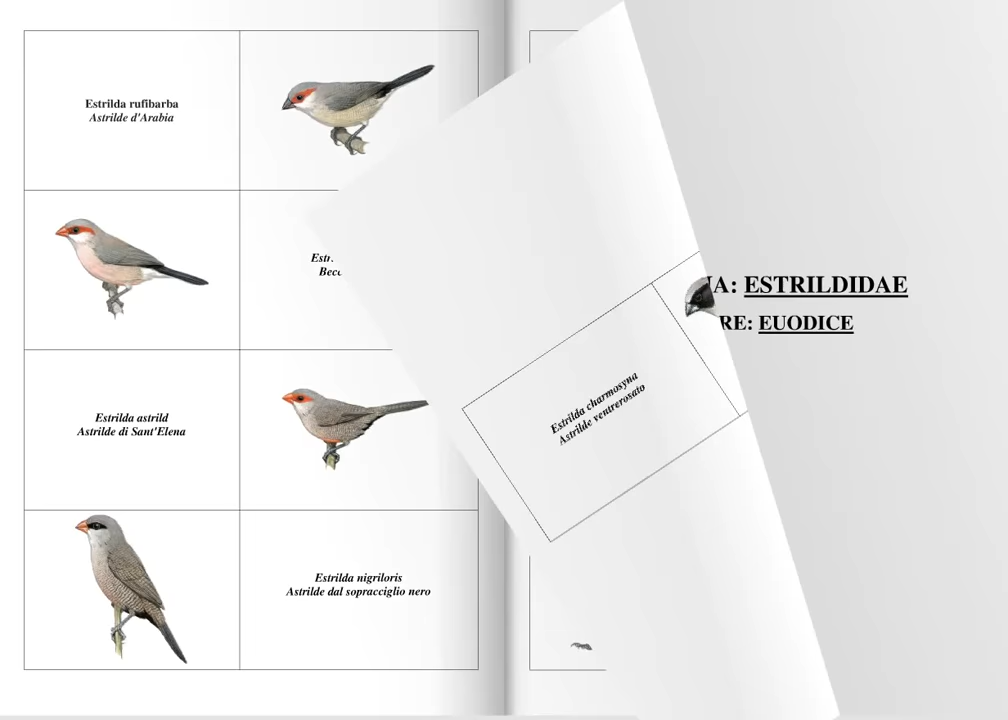 Estrilda rufibarba
Astrilde d'Arabia
Estrilda astrild
Astrilde di Sant'Elena
Estrilda nigriloris
Astrilde dal sopracciglio nero
Estrilda charmosyna
Astrilde ventrerosato
ESTRILDIDAE
EUODICE